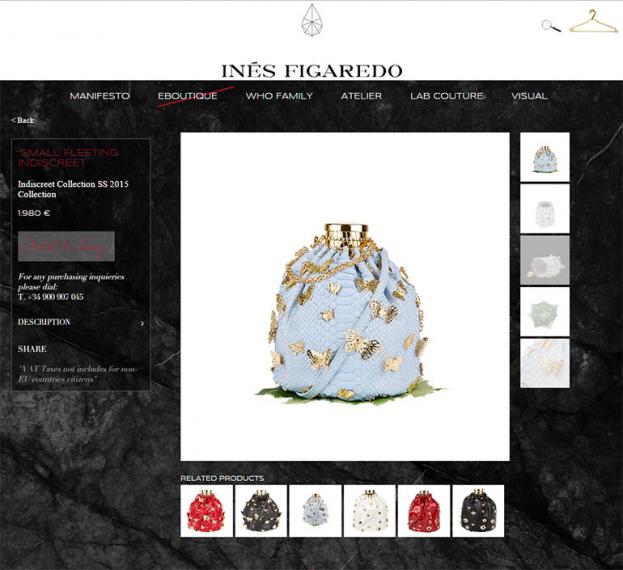 INÉS FIGAREDO
MANIFESTO EBOUTIQUE WHO FAMILY ATELIER LAB COUTURE VISUAL
< Back
SMALL FLEETING
INDISCREET
Indiscreet Collection SS 2015
Collection
1.980 €
For any purchasing inquieries
please dial:
T. +34 900 907 045
DESCRIPTION ›
SHARE
"VAT Taxes not includes for non-
EU countries citizens"
RELATED PRODUCTS